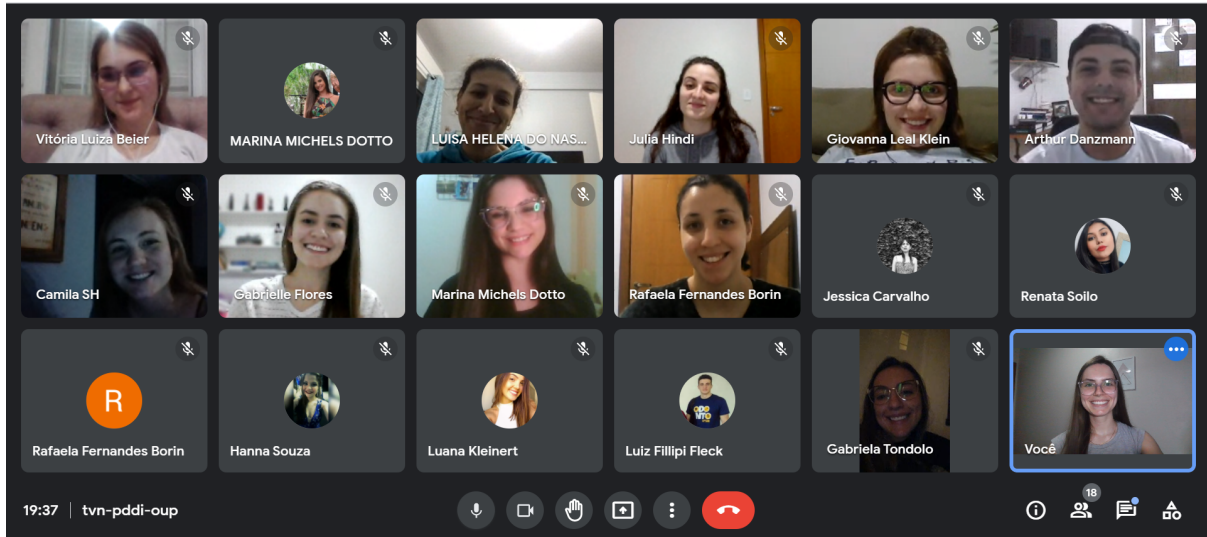 Vitória Luiza Beier
MARINA MICHELS DOTTO
LUISA HELENA DO NAS...
Julia Hindi
Giovanna Leal Klein
Arthur Danzmann
Camila SH
Gabrielle Flores
Marina Michels Dotto
Rafaela Fernandes Borin
Jessica Carvalho
Renata Soilo
R
Rafaela Fernandes Borin
Hanna Souza
Luana Kleinert
ODO
NTO
Luiz Fillipi Fleck
Gabriela Tondolo
Você
19:37 | tvn-pddi-oup
18